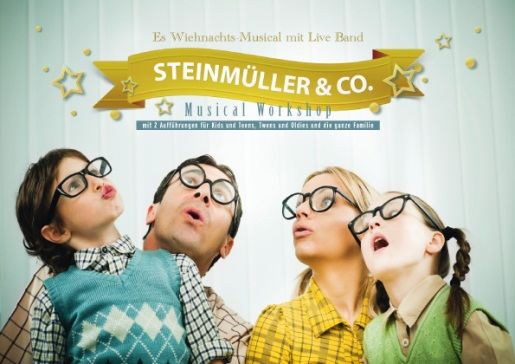 Es Wiehnachts-Musical mit Live Band
STEINMÜLLER & CO.
Musical Workshop
mit 2 Aufführungen für Kids und Teens, Twens und Oldies und die ganze Familie